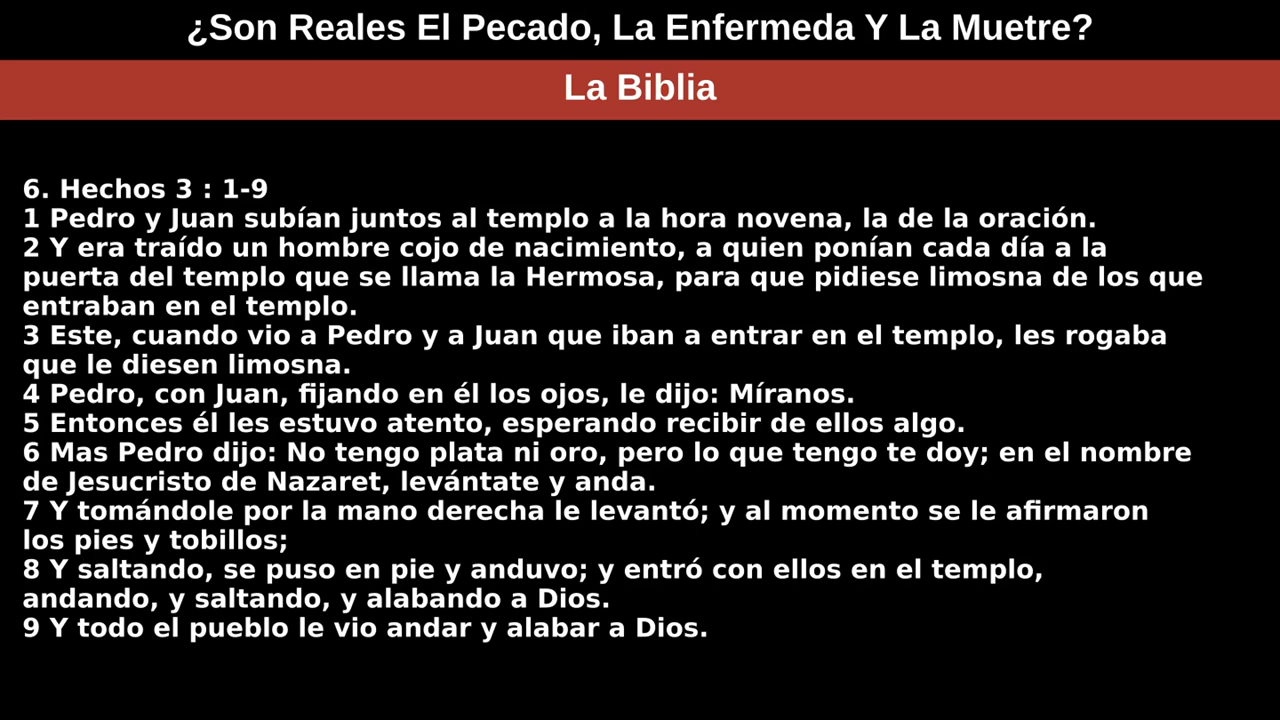 ¿Son Reales El Pecado, La Enfermeda Y La Muetre?
La Biblia
6. Hechos 3 : 1-9
1 Pedro y Juan subían juntos al templo a la hora novena, la de la oración.
2 Y era traído un hombre cojo de nacimiento, a quien ponían cada día a la
puerta del templo que se llama la Hermosa, para que pidiese limosna de los que
entraban en el templo.
3 Este, cuando vio a Pedro y a Juan que iban a entrar en el templo, les rogaba
que le diesen limosna.
4 Pedro, con Juan, fijando en él los ojos, le dijo: Míranos.
5 Entonces él les estuvo atento, esperando recibir de ellos algo.
6 Mas Pedro dijo: No tengo plata ni oro, pero lo que tengo te doy; en el nombre
de Jesucristo de Nazaret, levántate y anda.
7 Y tomándole por la mano derecha le levantó; y al momento se le afirmaron
los pies y tobillos;
8 Y saltando, se puso en pie y anduvo; y entró con ellos en el templo,
andando, y saltando, y alabando a Dios.
9 Y todo el pueblo le vio andar y alabar a Dios.